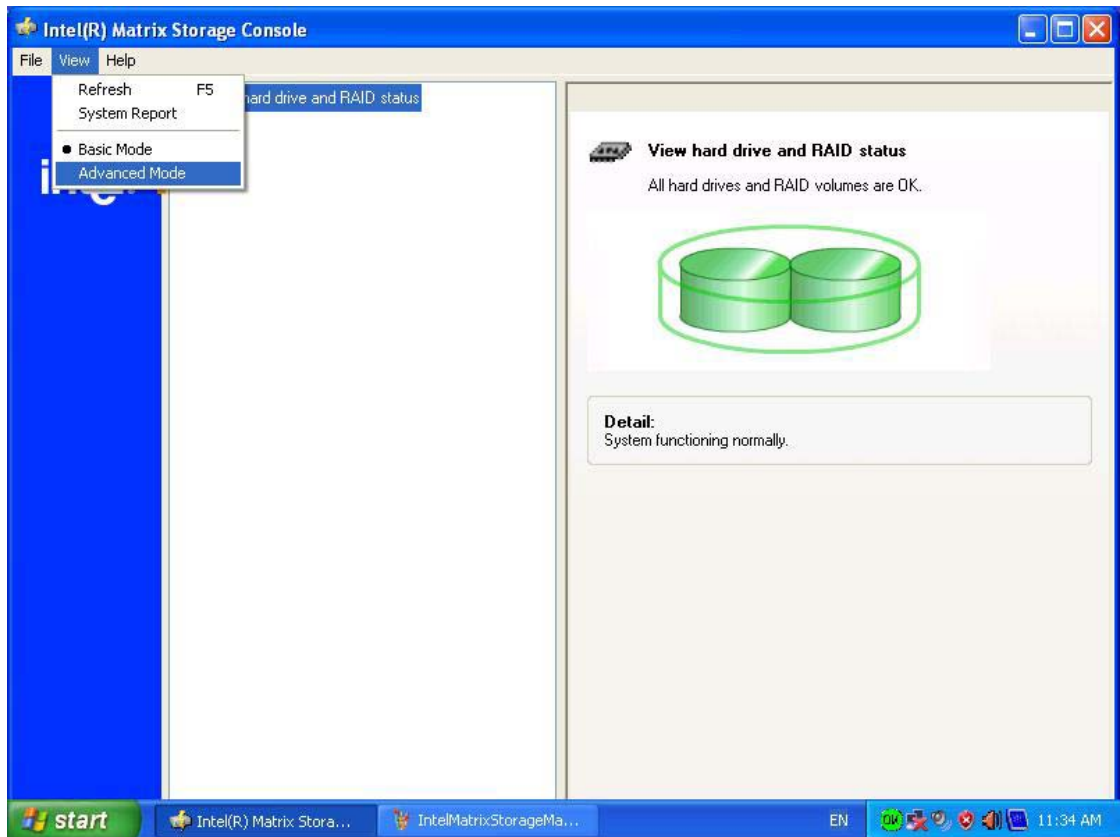 Intel(R) Matrix Storage Console
File View Help
Refresh F5
System Report
Basic Mode
Advanced Mode
hard drive and RAID status
View hard drive and RAID status
All hard drives and RAID volumes are OK.
Detail:
System functioning normally.
start
Intel(R) Matrix Stora...
IntelMatrixStorageMa...
EN
11:34 AM